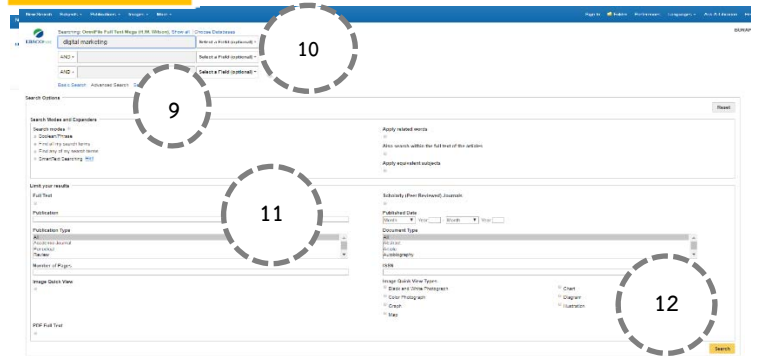 New Search Subjects Publications Images More Sign In Folder Preferences Languages
Searching: OmniFile Full Text Mega (H.W. Wilson), Show all Choose Databases
digital marketing Select a Field (optional)
AND Select a Field (optional)
AND Select a Field (optional)
Basic Search Advanced Search
10
9
Search Options
Reset
Search Modes and Expanders
Search modes
Boolean/Phrase
Find all my search terms
Find any of my search terms
SmartText Searching
Apply related words
Also search within the full text of the articles
Apply equivalent subjects
Limit your results
Full Text
Scholarly (Peer Reviewed) Journals
Publication
Published Date
Month Year Month Year
11
Publication Type
All
Academic Journal
Periodical
Review
Document Type
All
Abstract
Article
Autobiography
Number of Pages
ISBN
Image Quick View
Image Quick View Types
Black and White Photograph
Color Photograph
Graph
Map
Chart
Diagram
Illustration
12
PDF Full Text
Search